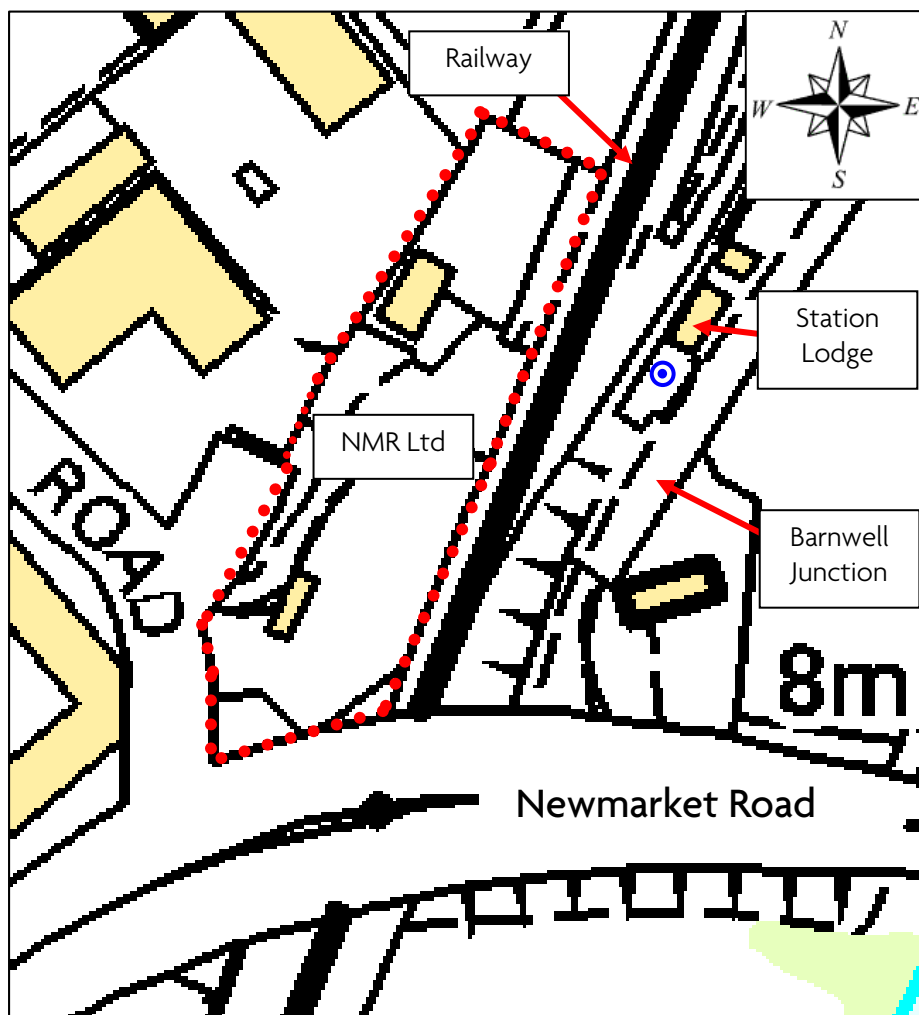 Railway
N
W
E
S
Station
Lodge
NMR Ltd
ROAD
Barnwell
Junction
8m
Newmarket Road